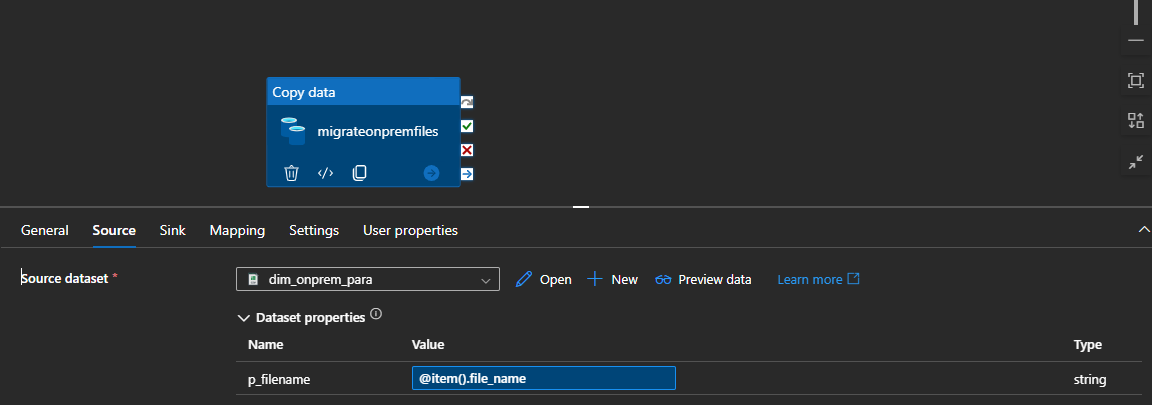 Copy data
migrateonpremfiles
General Source Sink Mapping Settings User properties
Source dataset *
dim_onprem_para
Open New Preview data Learn more
Dataset properties
Name Value Type
p_filename @item().file_name string